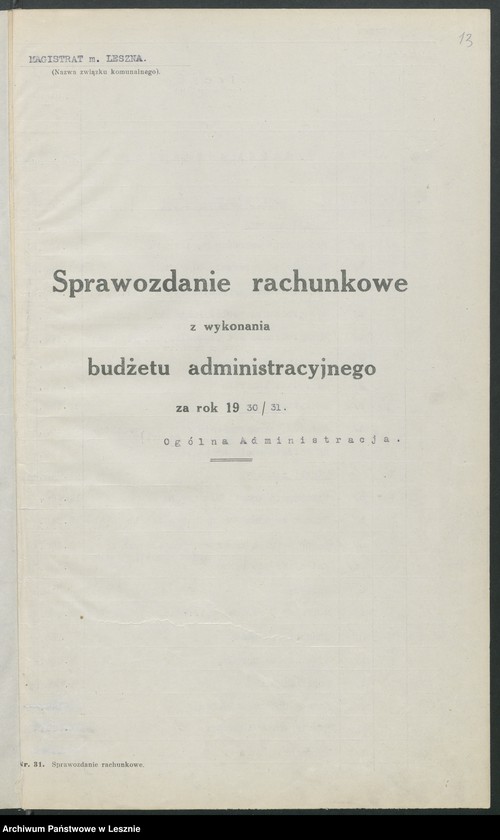 13
MAGISTRAT m. LESZNA.
(Nazwa związku komunalnego).
Sprawozdanie rachunkowe
z wykonania
budżetu administracyjnego
za rok 19 30/31.
Ogólna Administracja.
Nr. 31. Sprawozdanie rachunkowe.
Archiwum Państwowe w Lesznie